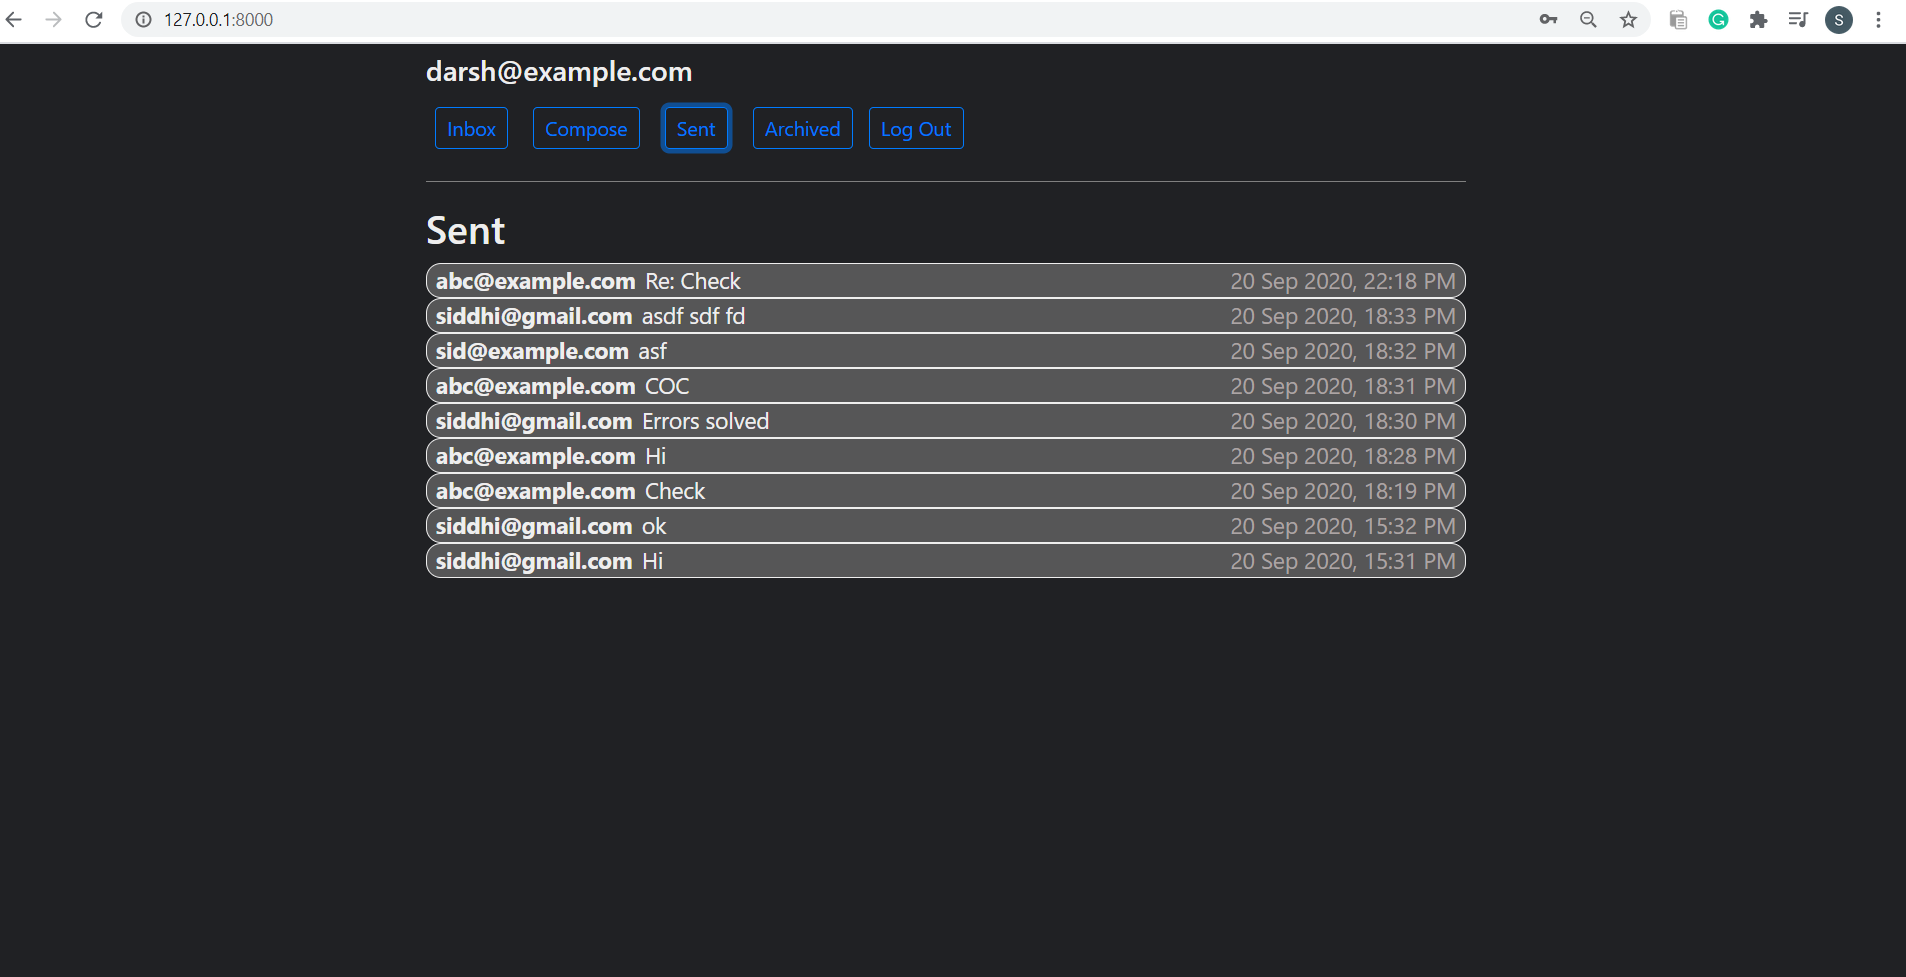 127.0.0.1:8000
S
darsh@example.com
Inbox Compose Sent Archived Log Out
Sent
abc@example.com Re: Check 20 Sep 2020, 22:18 PM
siddhi@gmail.com asdf sdf fd 20 Sep 2020, 18:33 PM
sid@example.com asf 20 Sep 2020, 18:32 PM
abc@example.com COC 20 Sep 2020, 18:31 PM
siddhi@gmail.com Errors solved 20 Sep 2020, 18:30 PM
abc@example.com Hi 20 Sep 2020, 18:28 PM
abc@example.com Check 20 Sep 2020, 18:19 PM
siddhi@gmail.com ok 20 Sep 2020, 15:32 PM
siddhi@gmail.com Hi 20 Sep 2020, 15:31 PM